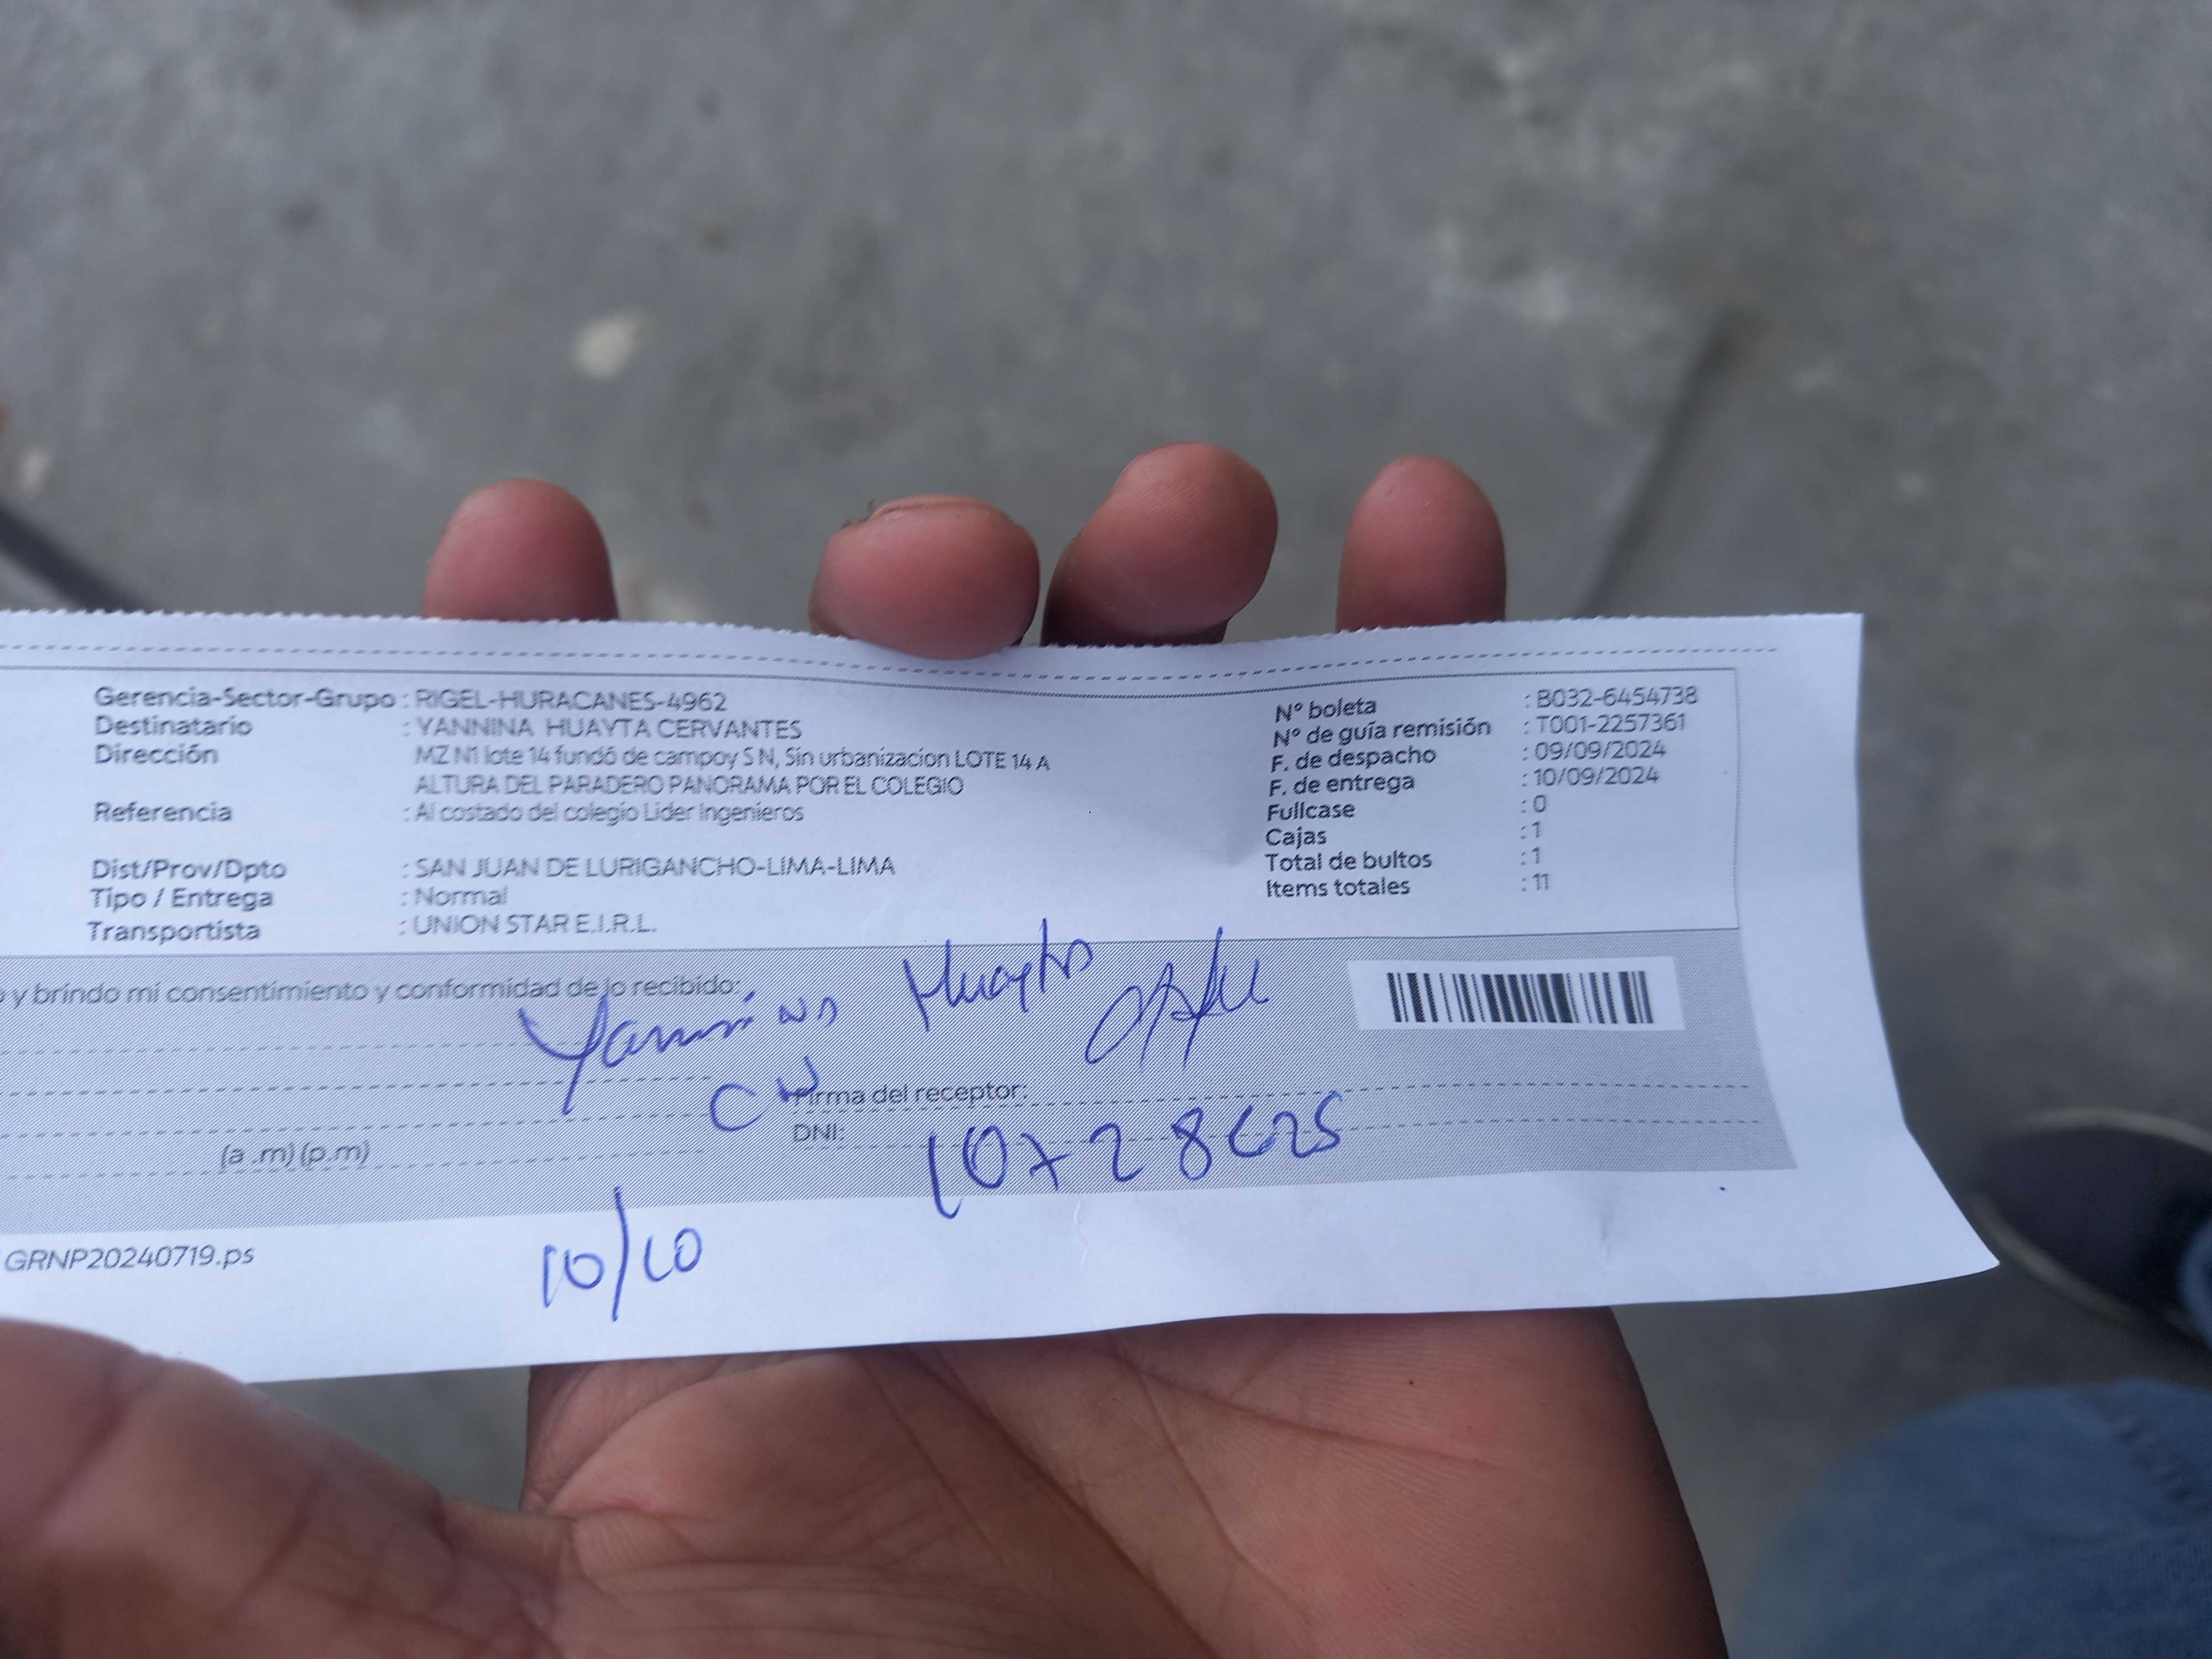 Gerencia-Sector-Grupo : RIGEL-HURACANES-4962
Destinatario : YANNINA HUAYTA CERVANTES
Dirección MZ N1 lote 14 fundó de campoy S N, Sin urbanizacion LOTE 14 A
ALTURA DEL PARADERO PANORAMA POR EL COLEGIO
Referencia : Al costado del colegio Lider Ingenieros
Dist/Prov/Dpto : SAN JUAN DE LURIGANCHO-LIMA-LIMA
Tipo / Entrega : Normal
Transportista : UNION STAR E.I.R.L.
N° boleta : B032-6454738
N° de guía remisión : T001-2257361
F. de despacho : 09/09/2024
F. de entrega : 10/09/2024
Fullcase : 0
Cajas : 1
Total de bultos : 1
Items totales : 11
y brindo mi consentimiento y conformidad de lo recibido:
Yannina Huayta
Firma del receptor:
DNI: 10728625
(a .m) (p.m)
10/10
GRNP20240719.ps